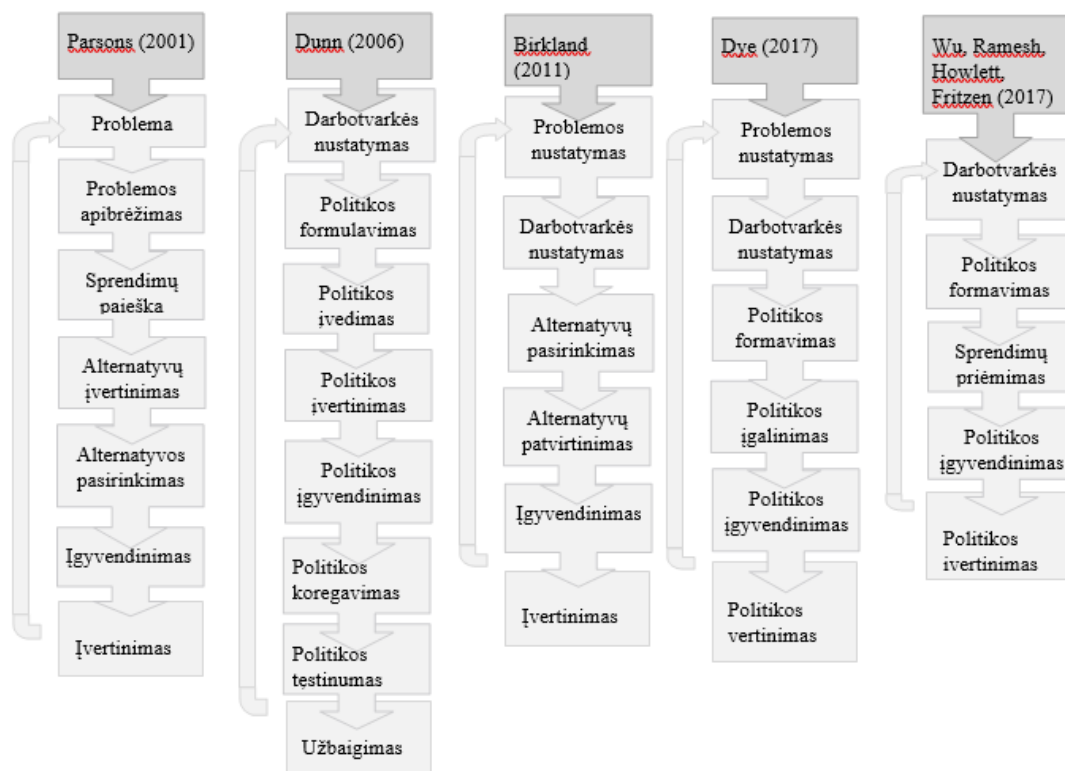 Parsons (2001)
Problema
Problemos
apibrėžimas
Sprendimų
paieška
Alternatyvų
įvertinimas
Alternatyvos
pasirinkimas
Įgyvendinimas
Įvertinimas
Dunn (2006)
Darbotvarkės
nustatymas
Politikos
formulavimas
Politikos
įvedimas
Politikos
įvertinimas
Politikos
įgyvendinimas
Politikos
koregavimas
Politikos
tęstinumas
Užbaigimas
Birkland
(2011)
Problemos
nustatymas
Darbotvarkės
nustatymas
Alternatyvų
pasirinkimas
Alternatyvų
patvirtinimas
Įgyvendinimas
Įvertinimas
Dye (2017)
Problemos
nustatymas
Darbotvarkės
nustatymas
Politikos
formavimas
Politikos
įgalinimas
Politikos
įgyvendinimas
Politikos
vertinimas
Wu, Ramesh,
Howlett,
Fritzen (2017)
Darbotvarkės
nustatymas
Politikos
formavimas
Sprendimų
priėmimas
Politikos
įgyvendinimas
Politikos
ivertinimas